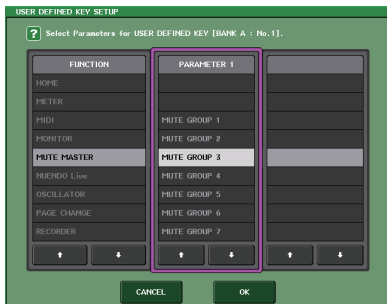 USER DEFINED KEY SETUP
? Select Parameters for USER DEFINED KEY [BANK A : No.1].
FUNCTION
HOME
METER
MIDI
MONITOR
MUTE MASTER
NUENDO Live
OSCILLATOR
PAGE CHANGE
RECORDER
PARAMETER 1
MUTE GROUP 1
MUTE GROUP 2
MUTE GROUP 3
MUTE GROUP 4
MUTE GROUP 5
MUTE GROUP 6
MUTE GROUP 7
CANCEL
OK